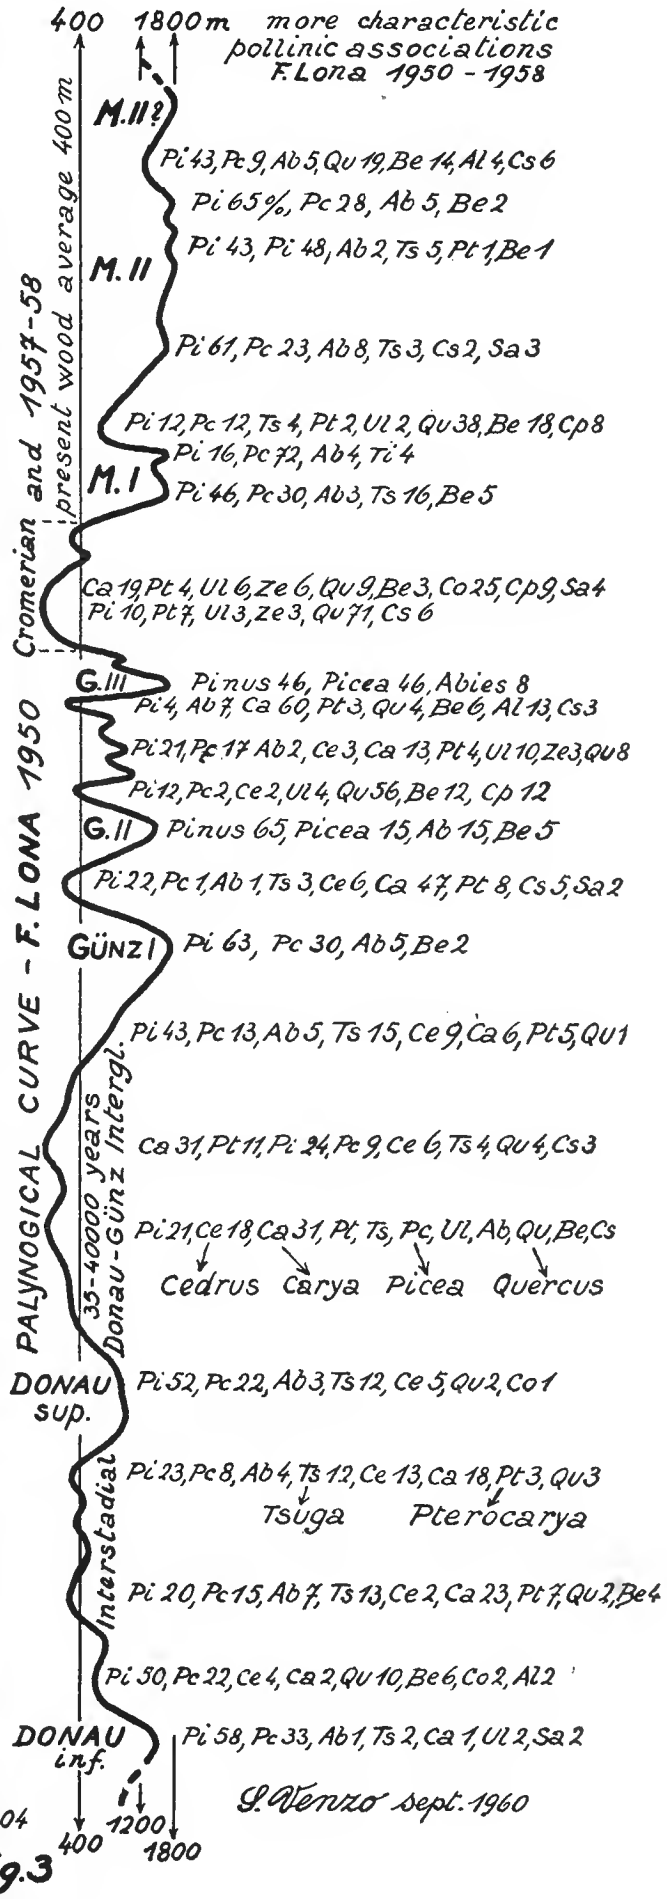 400 1800m more characteristic
pollinic associations
F. Lona 1950 - 1958
M.II?
Pi 43, Pc 9, Ab 5, Qu 19, Be 14, Al 4, Cs 6
Pi 65%, Pc 28, Ab 5, Be 2
Pi 43, Pi 48, Ab 2, Ts 5, Pt 1, Be 1
M.II
Pi 61, Pc 23, Ab 8, Ts 3, Cs 2, Sa 3
Cromerian and 1957-58
present wood average 400 m
Pi 12, Pc 12, Ts 4, Pt 2, Ul 2, Qu 38, Be 18, Cp 8
Pi 16, Pc 72, Ab 4, Ti 4
M.I
Pi 46, Pc 30, Ab 3, Ts 16, Be 5
Ca 19, Pt 4, Ul 6, Ze 6, Qu 9, Be 3, Co 25, Cp 9, Sa 4
Pi 10, Pt 7, Ul 3, Ze 3, Qu 71, Cs 6
G.III Pinus 46, Picea 46, Abies 8
Pi 4, Ab 7, Ca 60, Pt 3, Qu 4, Be 6, Al 13, Cs 3
Pi 21, Pc 17 Ab 2, Ce 3, Ca 13, Pt 4, Ul 10, Ze 3, Qu 8
Pi 12, Pc 2, Ce 2, Ul 4, Qu 56, Be 12, Cp 12
G.II Pinus 65, Picea 15, Ab 15, Be 5
Pi 22, Pc 1, Ab 1, Ts 3, Ce 6, Ca 47, Pt 8, Cs 5, Sa 2
GÜNZ I Pi 63, Pc 30, Ab 5, Be 2
PALYNOGICAL CURVE - F. LONA 1950
Pi 43, Pc 13, Ab 5, Ts 15, Ce 9, Ca 6, Pt 5, Qu 1
35-40000 years
Donau-Günz Intergl.
Ca 31, Pt 11, Pi 24, Pc 9, Ce 6, Ts 4, Qu 4, Cs 3
Pi 21, Ce 18, Ca 31, Pt, Ts, Pc, Ul, Ab, Qu, Be, Cs
Cedrus Carya Picea Quercus
DONAU Pi 52, Pc 22, Ab 3, Ts 12, Ce 5, Qu 2, Co 1
sup.
Interstadial
Pi 23, Pc 8, Ab 4, Ts 12, Ce 13, Ca 18, Pt 3, Qu 3
Tsuga Pterocarya
Pi 20, Pc 15, Ab 7, Ts 13, Ce 2, Ca 23, Pt 7, Qu 2, Be 4
Pi 50, Pc 22, Ce 4, Ca 2, Qu 10, Be 6, Co 2, Al 2
DONAU Pi 58, Pc 33, Ab 1, Ts 2, Ca 1, Ul 2, Sa 2
inf.
S. Venzo sept. 1960
04 1200
400 1800
g.3